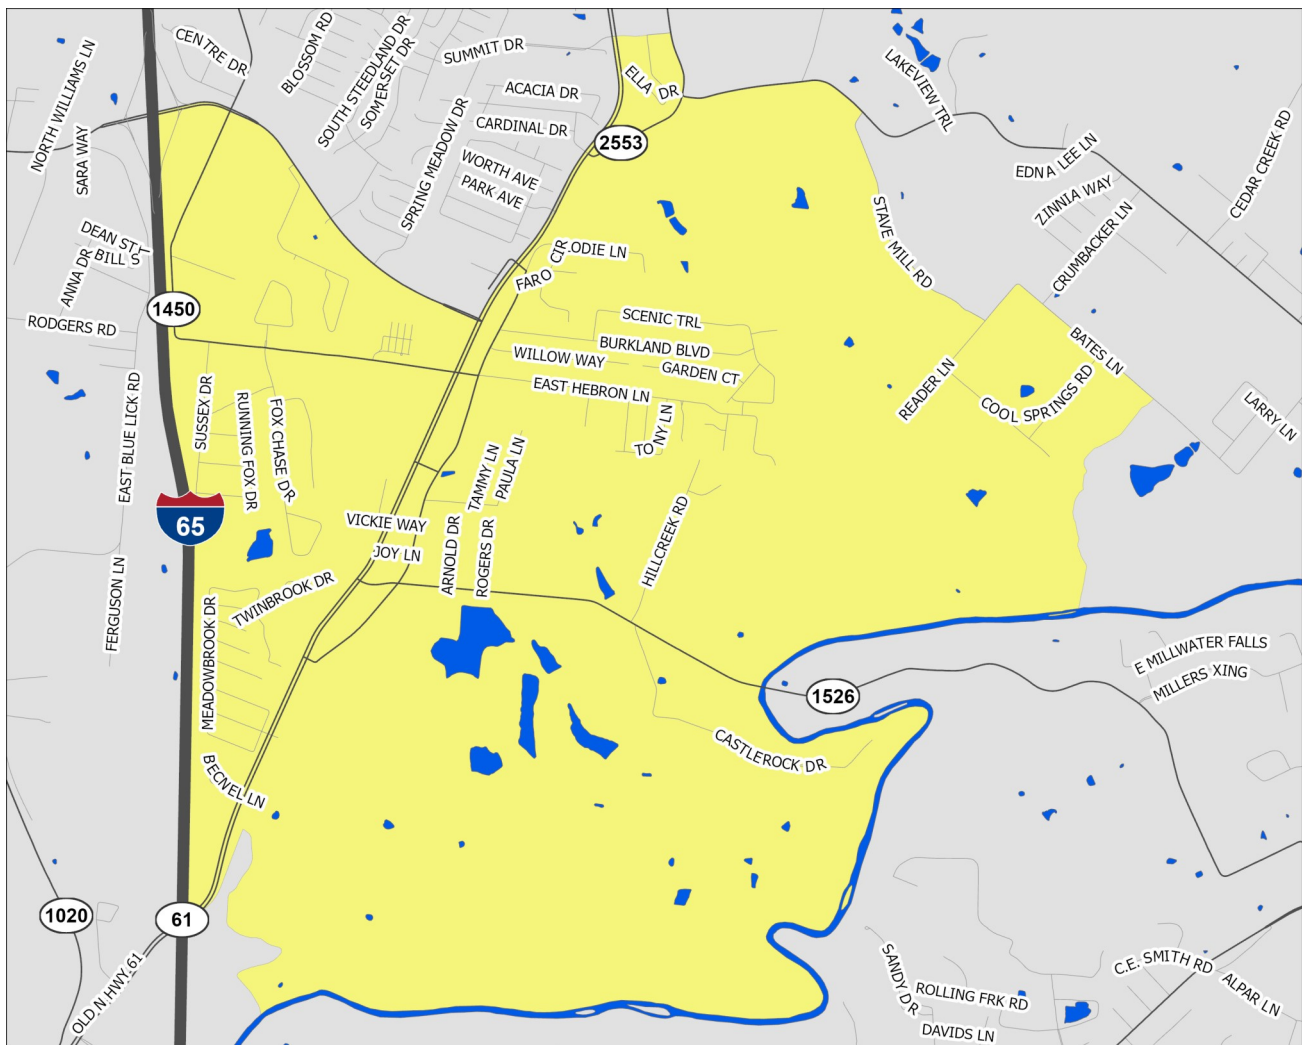 CENTRE DR
BLOSSOM RD
SOUTH STEEDLAND DR
SOMERSET DR
SUMMIT DR
ELLA DR
LAKEVIEW TRL
NORTH WILLIAMS LN
SARA WAY
ACACIA DR
CARDINAL DR
2553
SPRING MEADOW DR
WORTH AVE
PARK AVE
EDNA LEE LN
ZINNIA WAY
CEDAR CREEK RD
CRUMBACKER LN
STAVE MILL RD
DEAN ST
BILL S
ANNA DR
FARO CIR
LODIE LN
1450
RODGERS RD
SCENIC TRL
BURKLAND BLVD
WILLOW WAY
GARDEN CT
EAST HEBRON LN
TONY LN
BATES LN
READER LN
COOL SPRINGS RD
LARRY LN
EAST BLUE LICK RD
SUSSEX DR
RUNNING FOX DR
FOX CHASE DR
TAMMY LN
PAULA LN
65
VICKIE WAY
JOY LN
ARNOLD DR
ROGERS DR
HILLCREEK RD
FERGUSON LN
TWINBROOK DR
MEADOWBROOK DR
E MILLWATER FALLS
MILLERS XING
1526
CASTLEROCK DR
BECNEL LN
1020
61
OLD N HWY 61
SANDY DR
ROLLING FRK RD
DAVIDS LN
C.E. SMITH RD
ALPAR LN